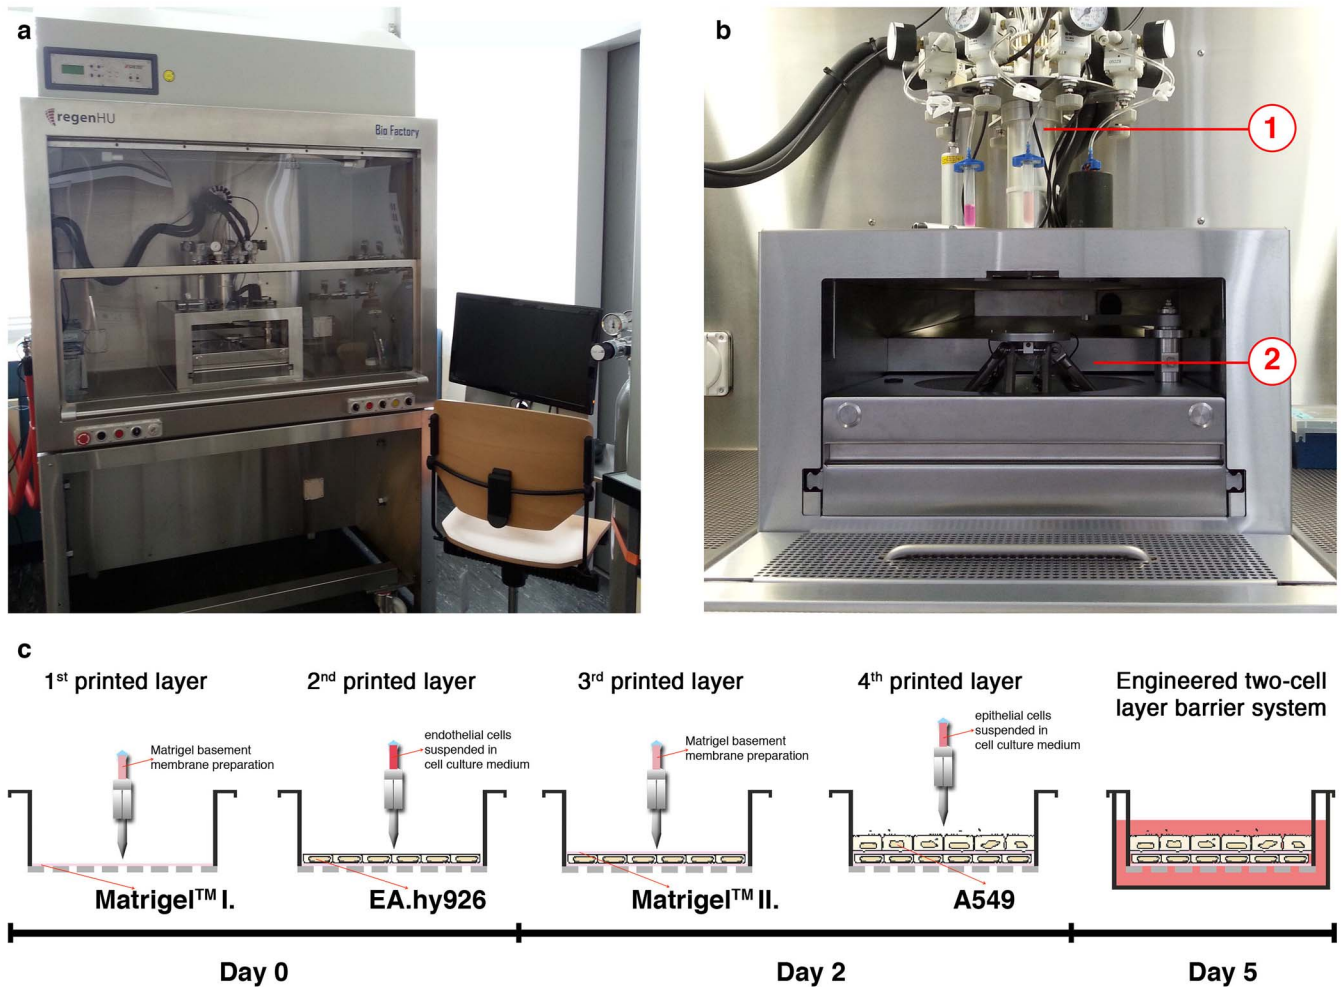 a
regenHU
Bio Factory
b
1
2
c
1st printed layer
2nd printed layer
3rd printed layer
4th printed layer
Engineered two-cell
layer barrier system
Matrigel basement
membrane preparation
endothelial cells
suspended in
cell culture medium
Matrigel basement
membrane preparation
epithelial cells
suspended in
cell culture medium
Matrigel™ I.
EA.hy926
Matrigel™ II.
A549
Day 0
Day 2
Day 5